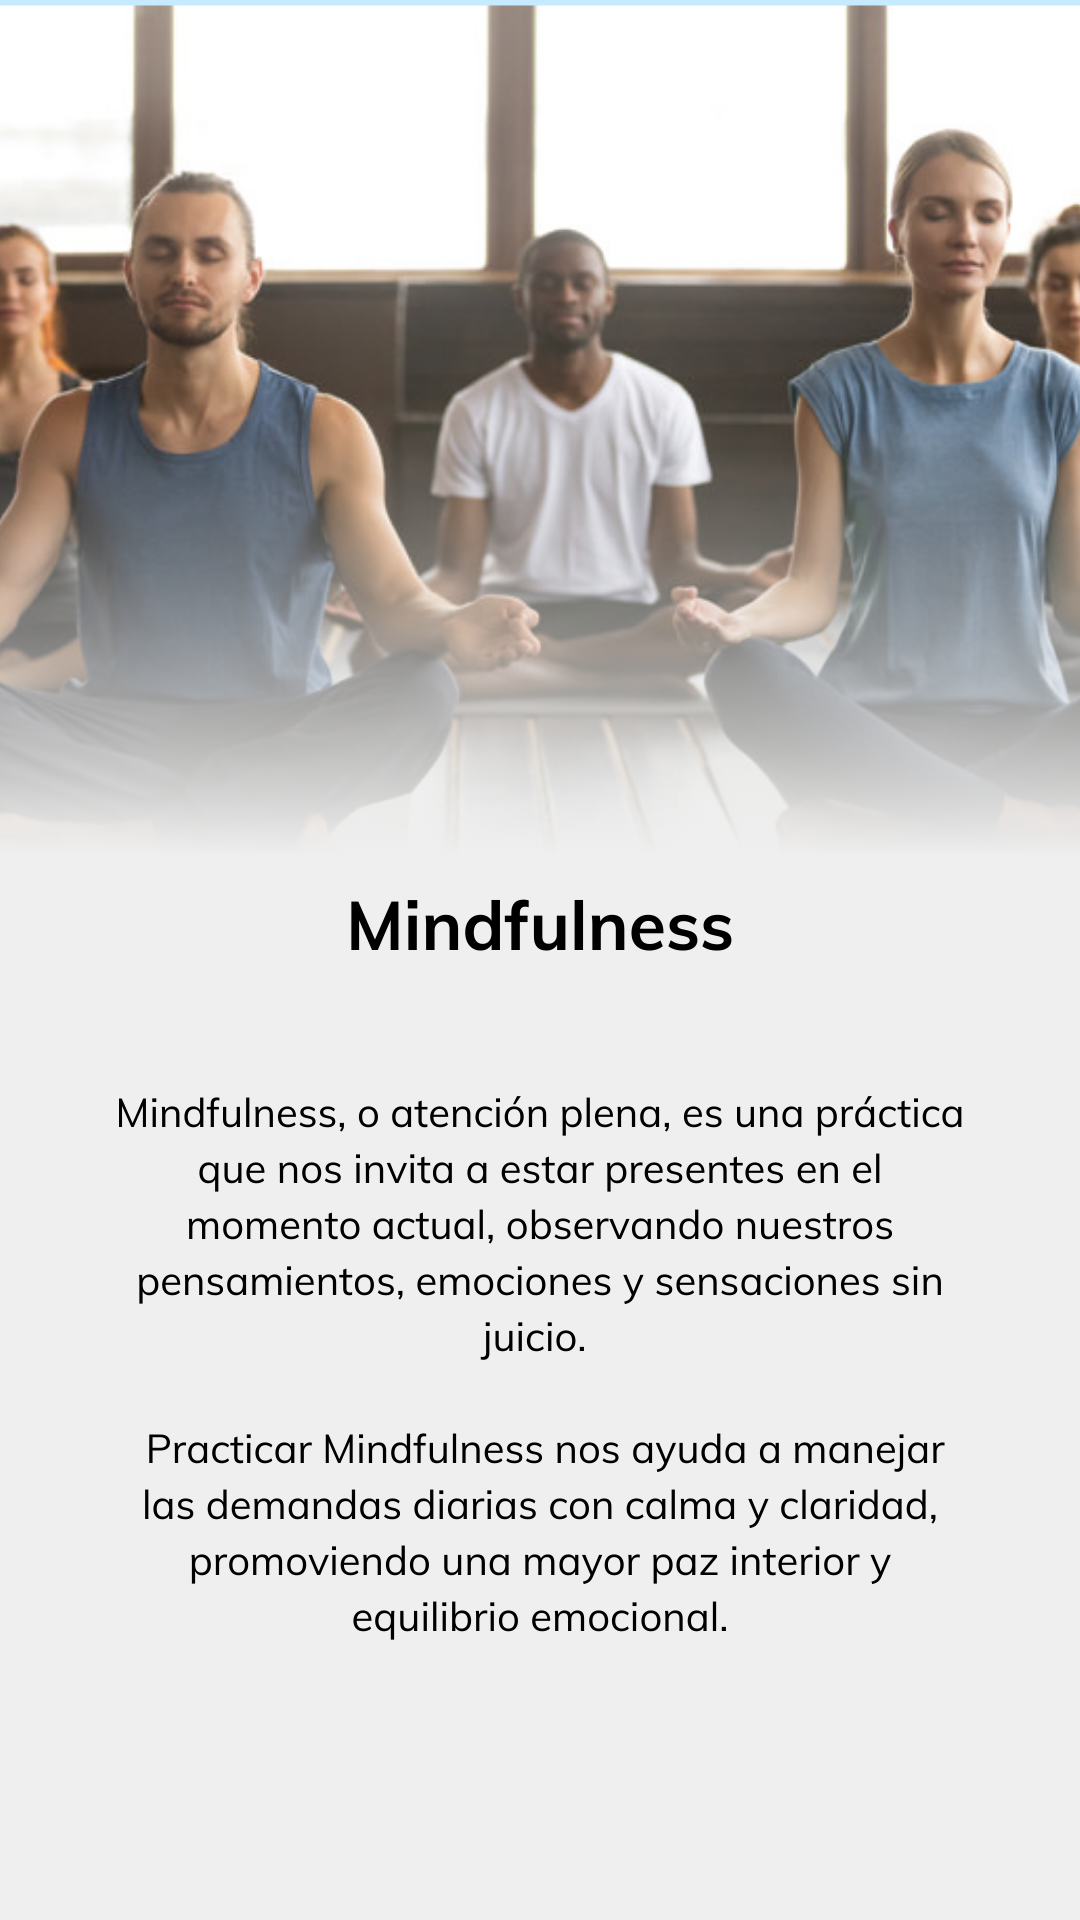 Mindfulness
Mindfulness, o atención plena, es una práctica
que nos invita a estar presentes en el
momento actual, observando nuestros
pensamientos, emociones y sensaciones sin
juicio.
Practicar Mindfulness nos ayuda a manejar
las demandas diarias con calma y claridad,
promoviendo una mayor paz interior y
equilibrio emocional.